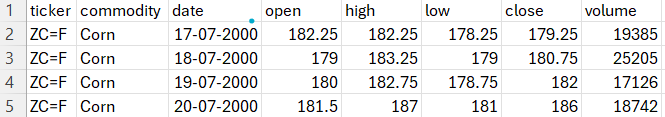 1 ticker commodity date open high low close volume
2 ZC=F Corn 17-07-2000 182.25 182.25 178.25 179.25 19385
3 ZC=F Corn 18-07-2000 179 183.25 179 180.75 25205
4 ZC=F Corn 19-07-2000 180 182.75 178.75 182 17126
5 ZC=F Corn 20-07-2000 181.5 187 181 186 18742